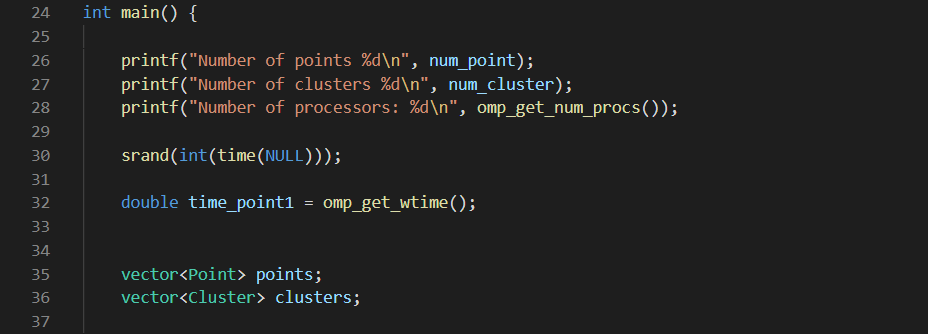 24 int main() {
25
26 printf("Number of points %d\n", num_point);
27 printf("Number of clusters %d\n", num_cluster);
28 printf("Number of processors: %d\n", omp_get_num_procs());
29
30 srand(int(time(NULL)));
31
32 double time_point1 = omp_get_wtime();
33
34
35 vector<Point> points;
36 vector<Cluster> clusters;
37